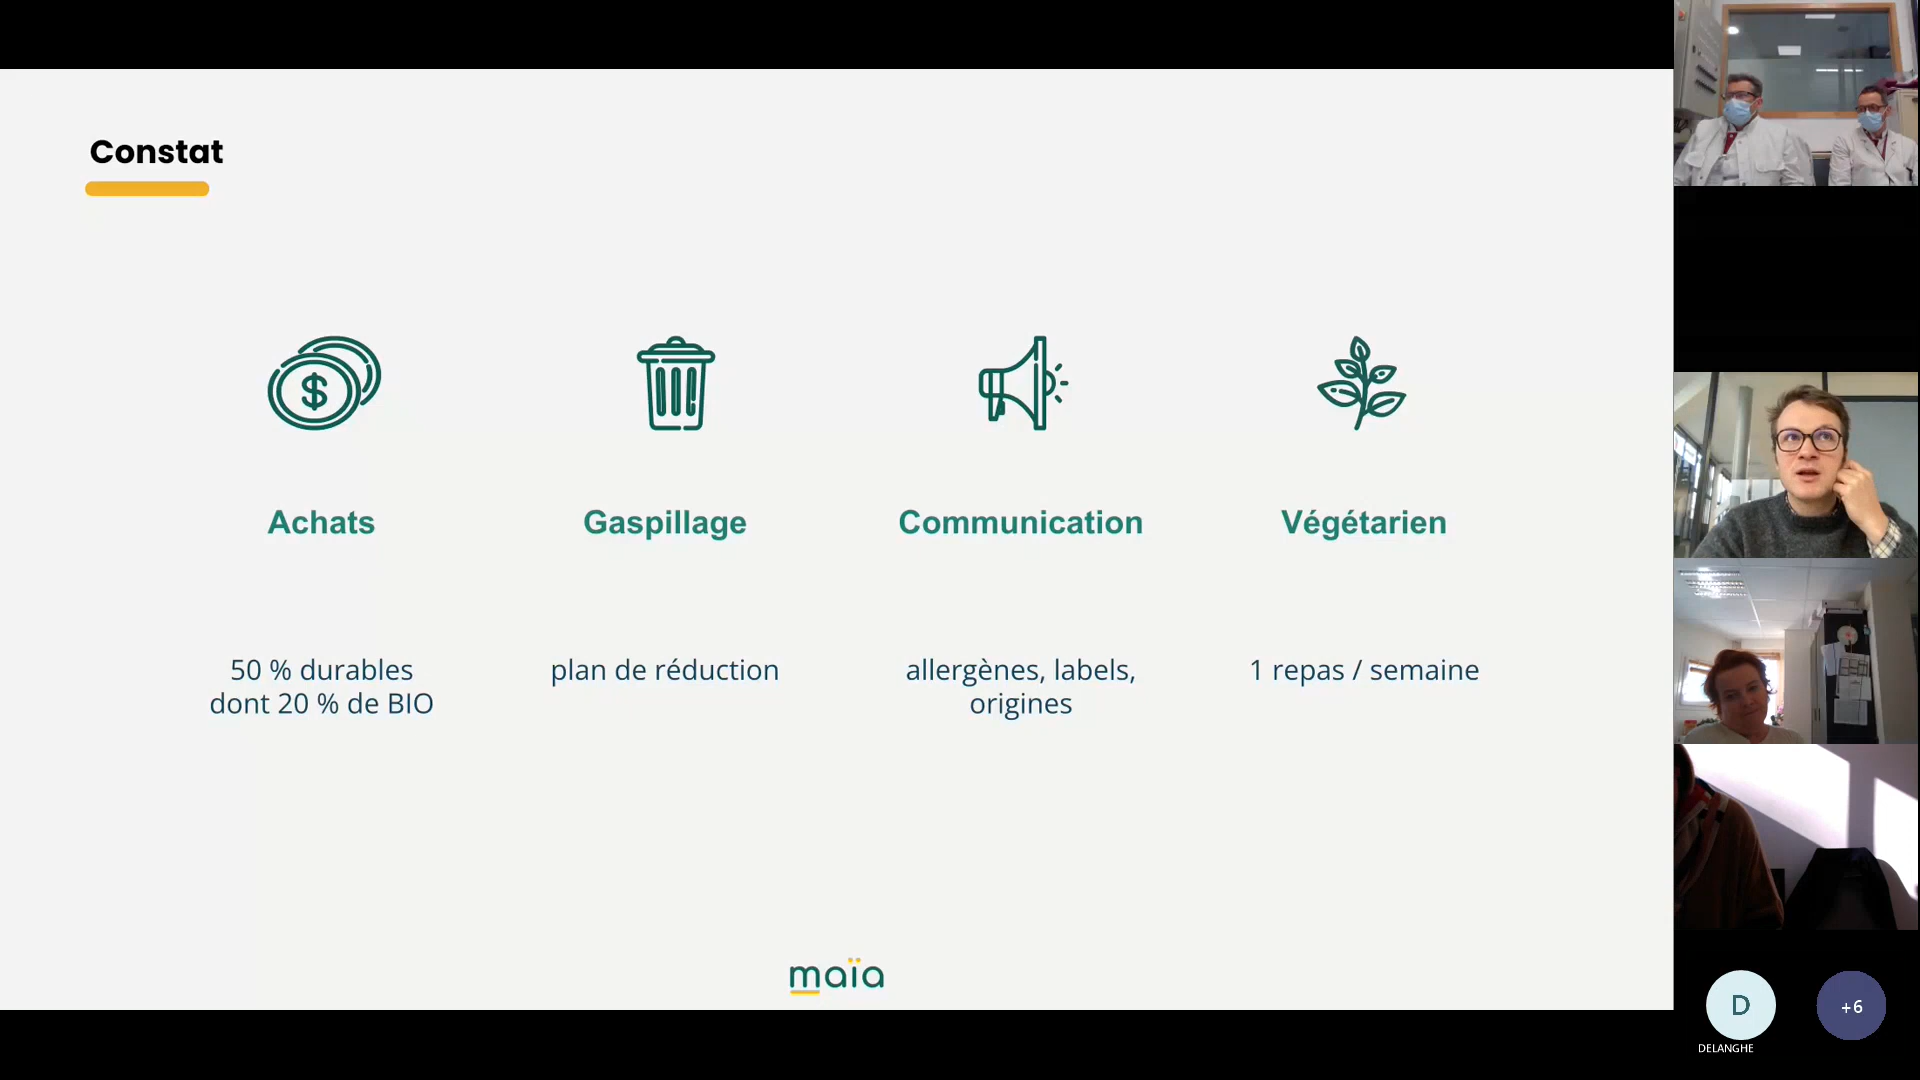 Constat
$
Achats
Gaspillage
Communication
Végétarien
50 % durables
dont 20 % de BIO
plan de réduction
allergènes, labels,
origines
1 repas / semaine
maïa
D
+6
DELANGHE